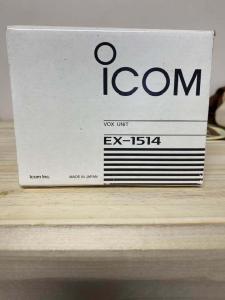 ICOM
VOX UNIT
EX-1514
Icom Inc.
MADE IN JAPAN